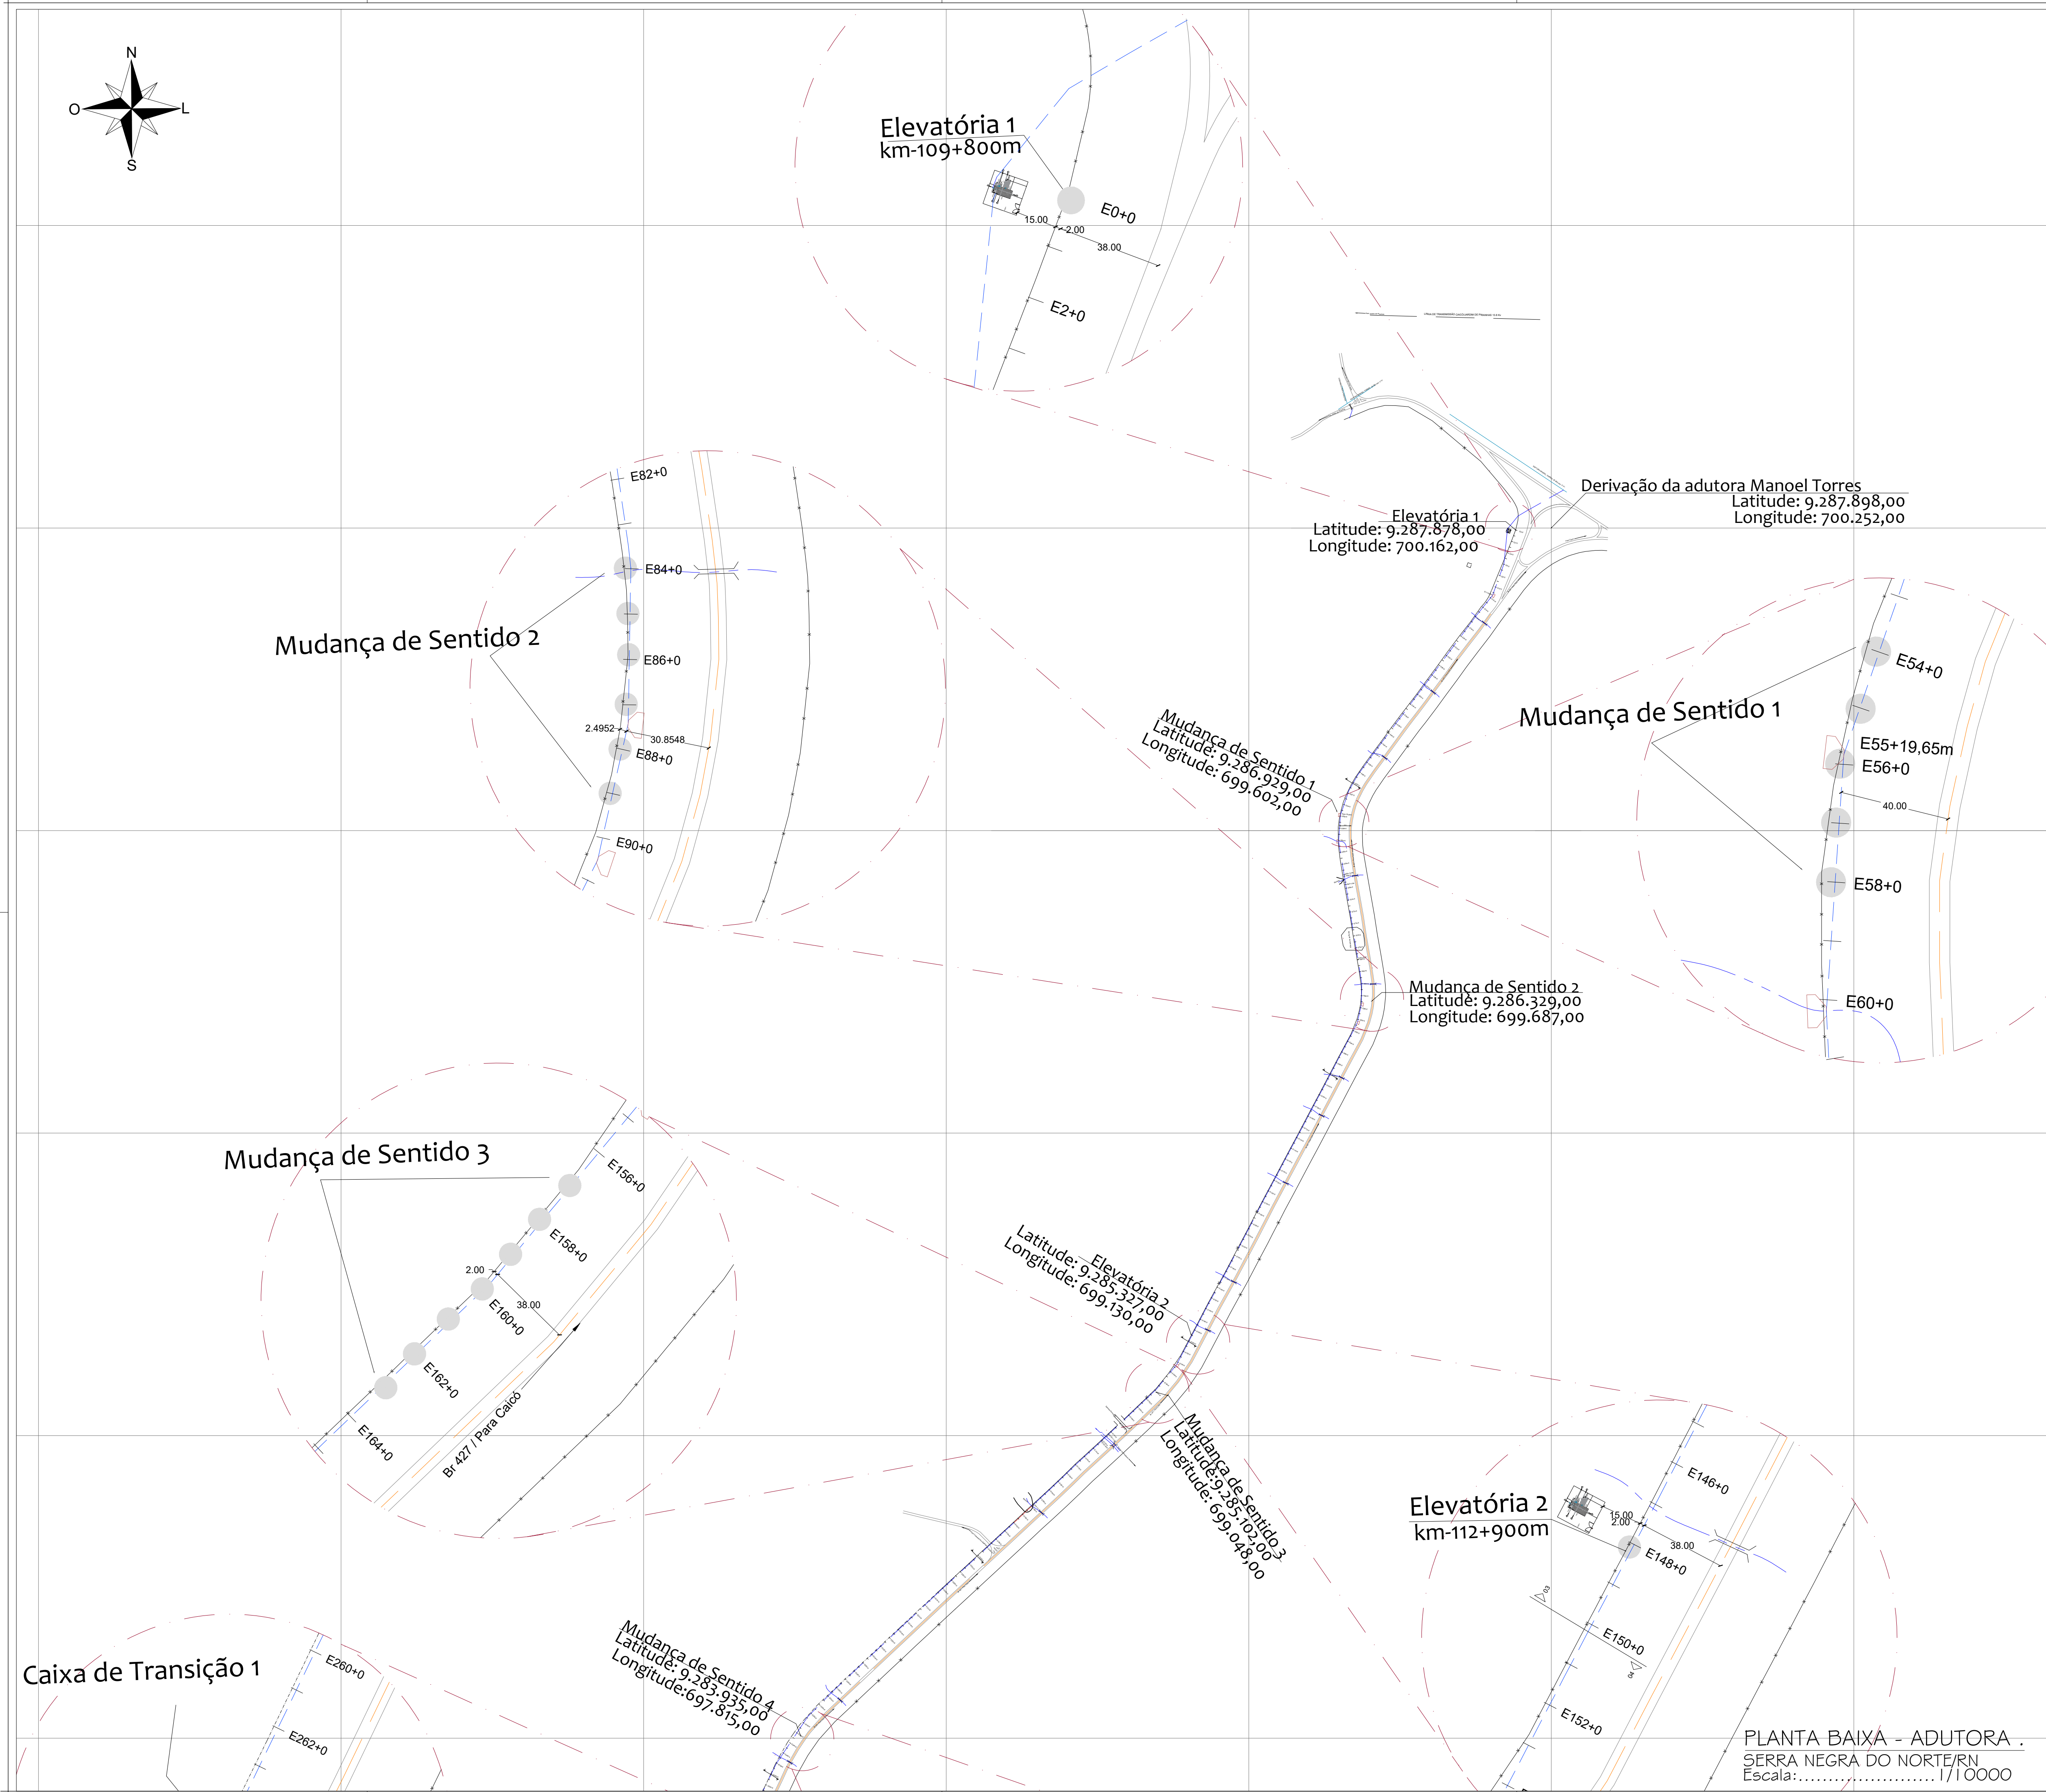 N
O
L
S
Elevatória 1
km-109+800m
E0+0
15.00
2.00
38.00
E2+0
E82+0
E84+0
Mudança de Sentido 2
E86+0
2.4952
30.8548
E88+0
E90+0
Derivação da adutora Manoel Torres
Latitude: 9.287.898,00
Longitude: 700.252,00
Elevatória 1
Latitude: 9.287.878,00
Longitude: 700.162,00
Mudança de Sentido 1
Latitude: 9.286.929,00
Longitude: 699.602,00
Mudança de Sentido 1
E54+0
E55+19,65m
E56+0
40.00
E58+0
E60+0
Mudança de Sentido 2
Latitude: 9.286.329,00
Longitude: 699.687,00
Mudança de Sentido 3
E156+0
E158+0
2.00
38.00
E160+0
E162+0
E164+0
Br 427 / Para Caicó
Elevatória 2
Latitude: 9.285.327,00
Longitude: 699.130,00
Mudança de Sentido 3
Latitude:9.285.102,00
Longitude: 699.048,00
Elevatória 2
km-112+900m
E146+0
15.00
2.00
38.00
E148+0
03
E150+0
04
E152+0
Mudança de Sentido 4
Latitude: 9.283.935,00
Longitude:697.815,00
Caixa de Transição 1
E260+0
E262+0
PLANTA BAIXA - ADUTORA .
SERRA NEGRA DO NORTE/RN
Escala:.......................1/10000